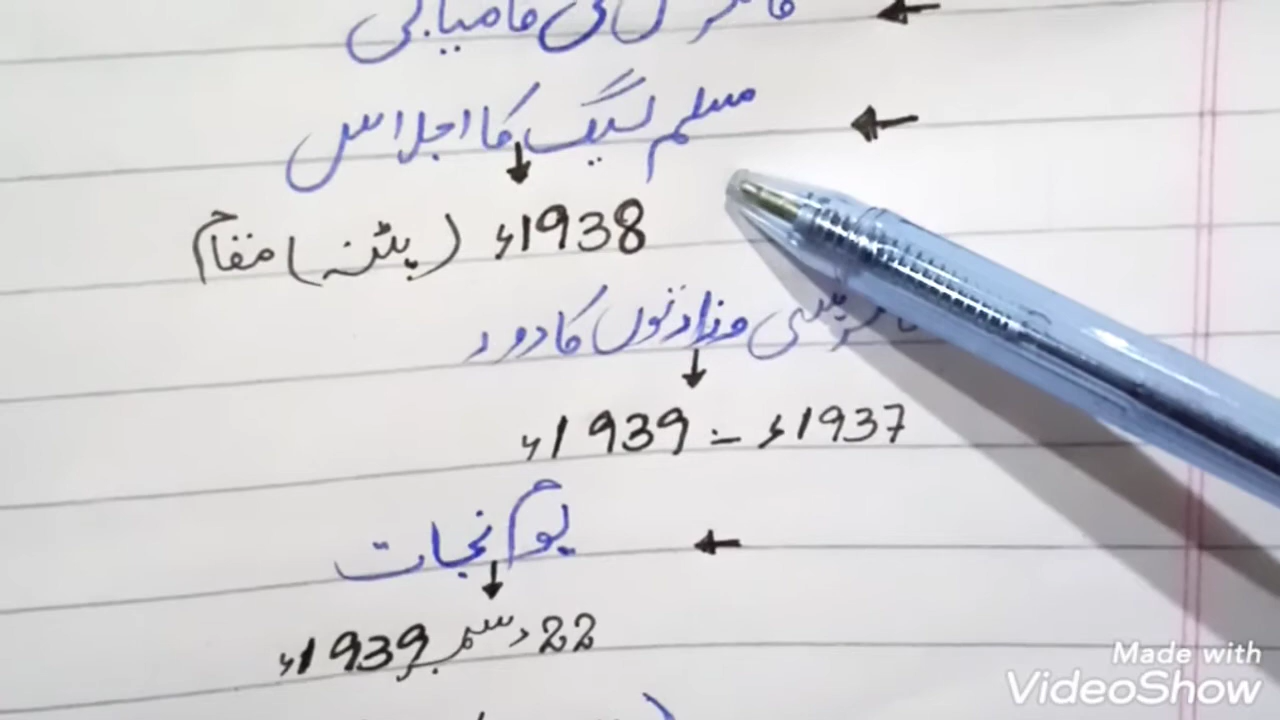 کی کامیابی
مسلم لیگ کا اجلاس
1938ء (پٹنہ) مقام
وزارتوں کا دور
1937ء - 1939ء
یوم نجات
22 دسمبر 1939ء
Made with
VideoShow